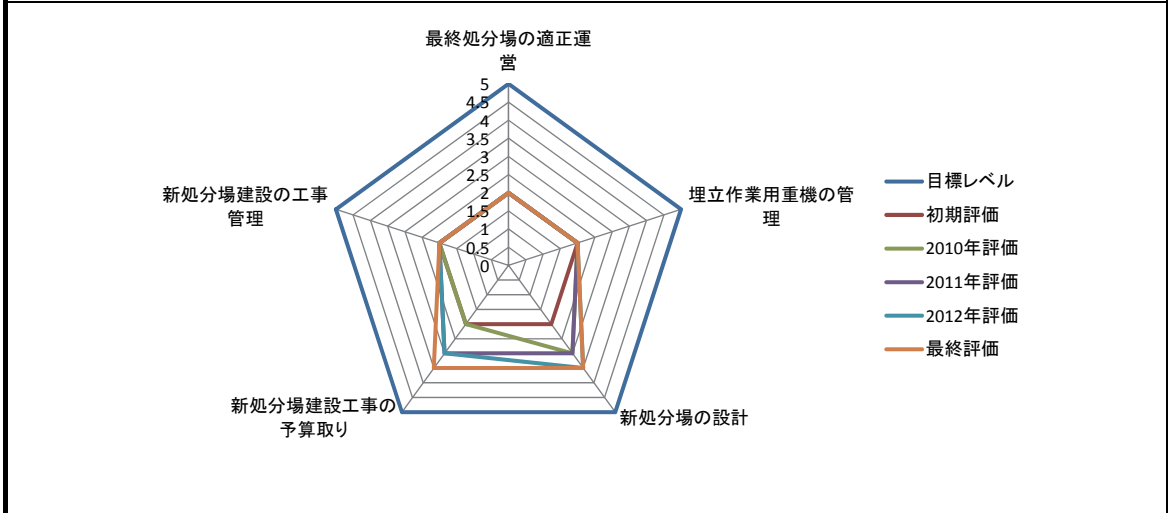 最終処分場の適正運
営
5
4.5
4
3.5
3
2.5
2
1.5
1
0.5
0
埋立作業用重機の管
理
新処分場の設計
新処分場建設工事の
予算取り
新処分場建設の工事
管理
目標レベル
初期評価
2010年評価
2011年評価
2012年評価
最終評価